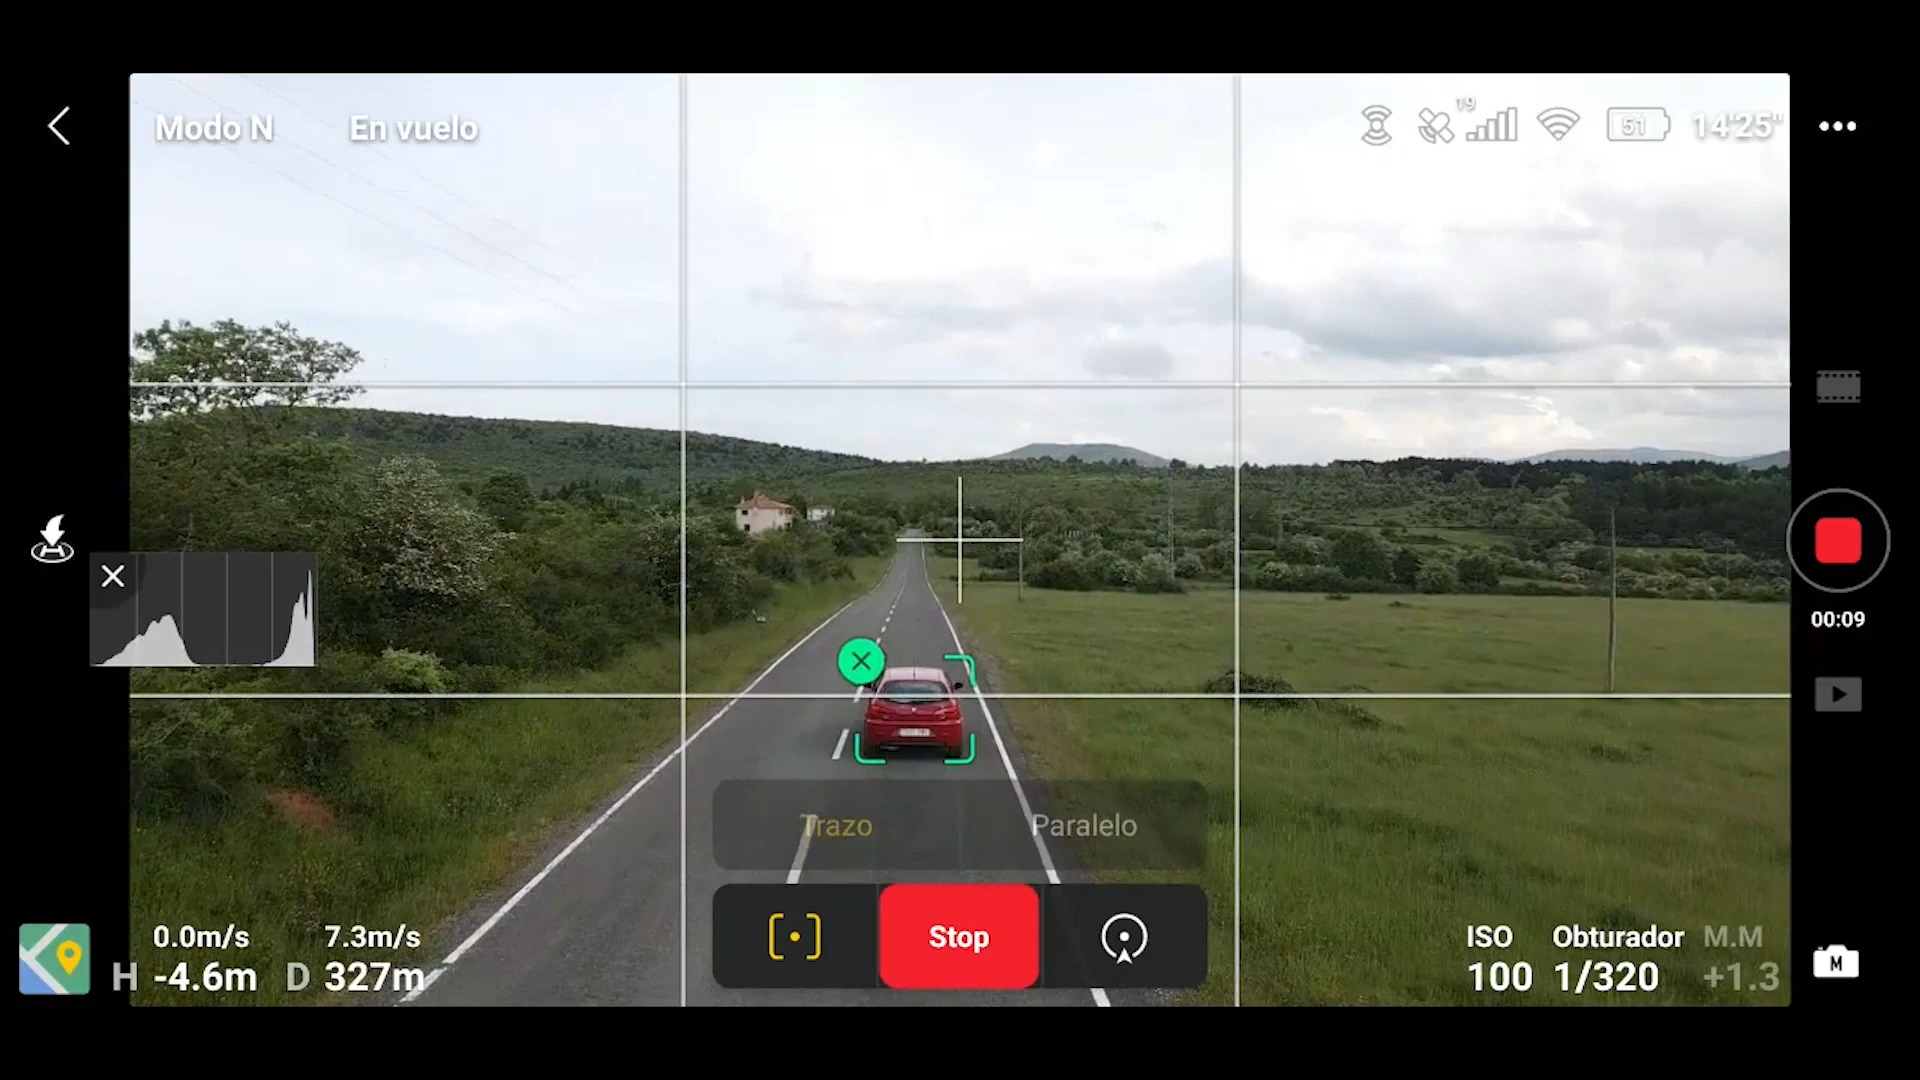 Modo N En vuelo 19 51 14'25"
00:09
Trazo Paralelo
Stop
0.0m/s 7.3m/s
H -4.6m D 327m
ISO Obturador M.M
100 1/320 +1.3
M